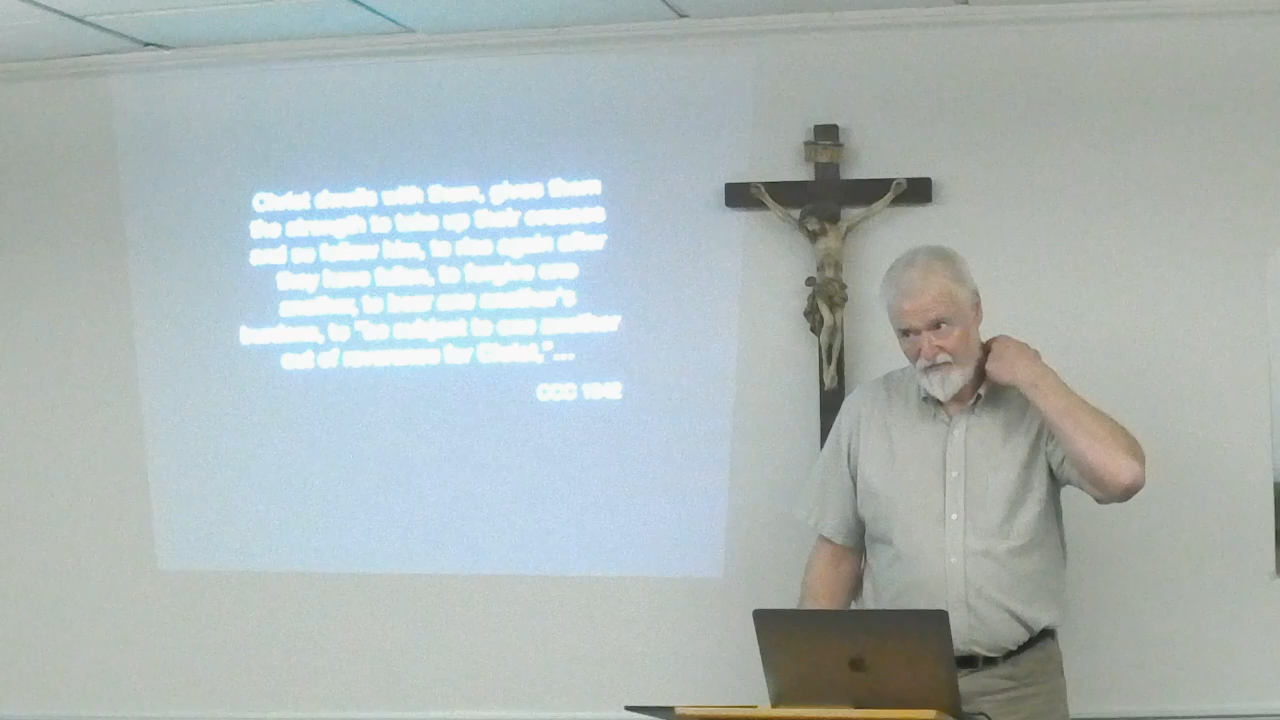 Christ dwells with them, gives them
the strength to take up their crosses
and so follow him, to rise again after
they have fallen, to forgive one
another, to bear one another's
burdens, to "be subject to one another
out of reverence for Christ,"...
CCC 1642